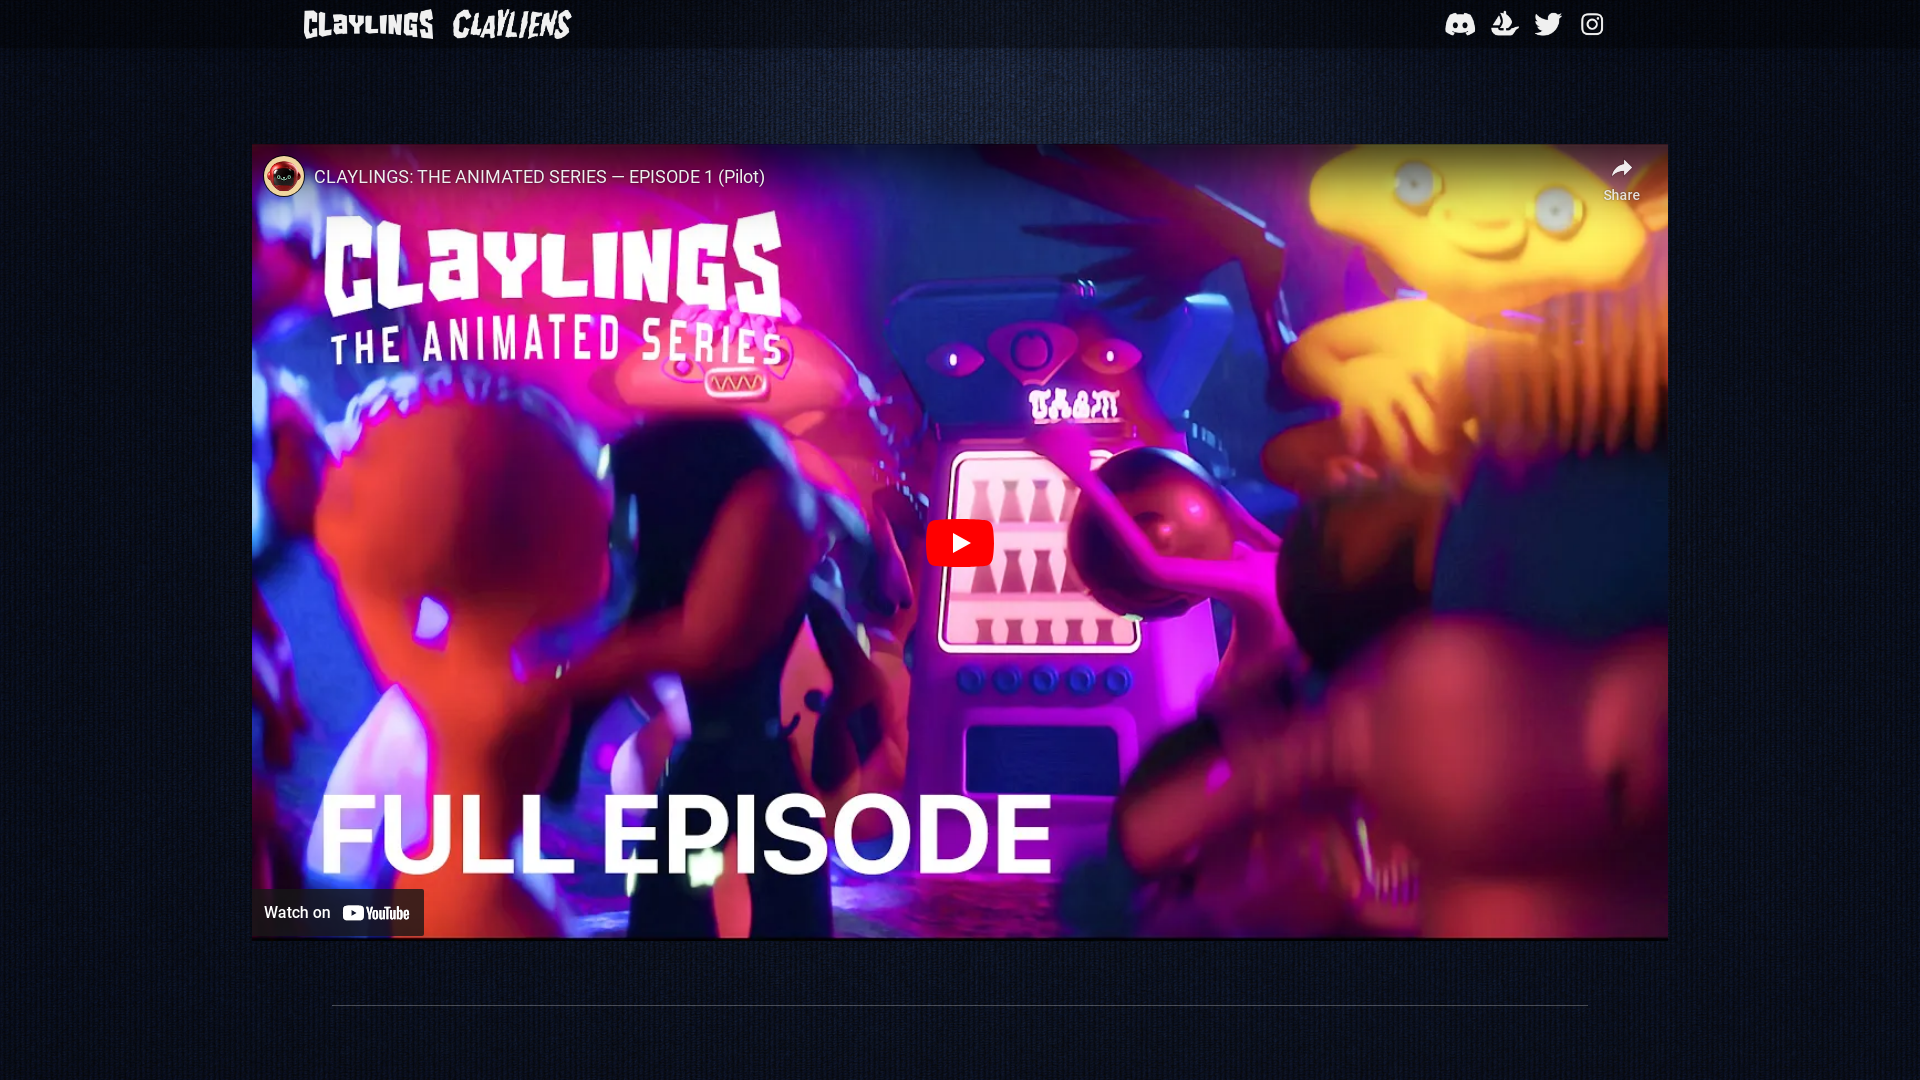 CLAYLINGS CLAYLIENS
CLAYLINGS: THE ANIMATED SERIES — EPISODE 1 (Pilot)
Share
CLAYLINGS
THE ANIMATED SERIES
FULL EPISODE
Watch on YouTube